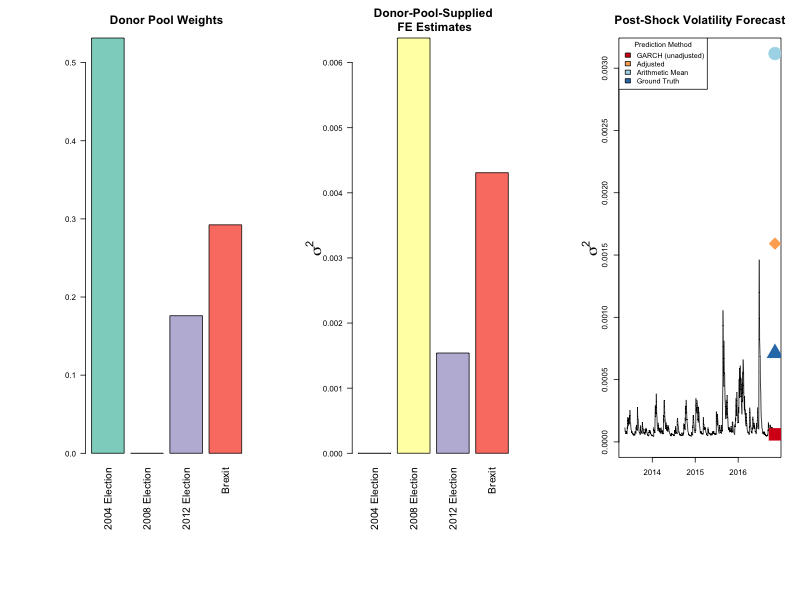 Donor Pool Weights
0.5
0.4
0.3
0.2
0.1
0.0
2004 Election
2008 Election
2012 Election
Brexit
Donor-Pool-Supplied
FE Estimates
σ²
0.006
0.005
0.004
0.003
0.002
0.001
0.000
2004 Election
2008 Election
2012 Election
Brexit
Post-Shock Volatility Forecast
Prediction Method
GARCH (unadjusted)
Adjusted
Arithmetic Mean
Ground Truth
σ²
0.0030
0.0025
0.0020
0.0015
0.0010
0.0005
0.0000
2014
2015
2016